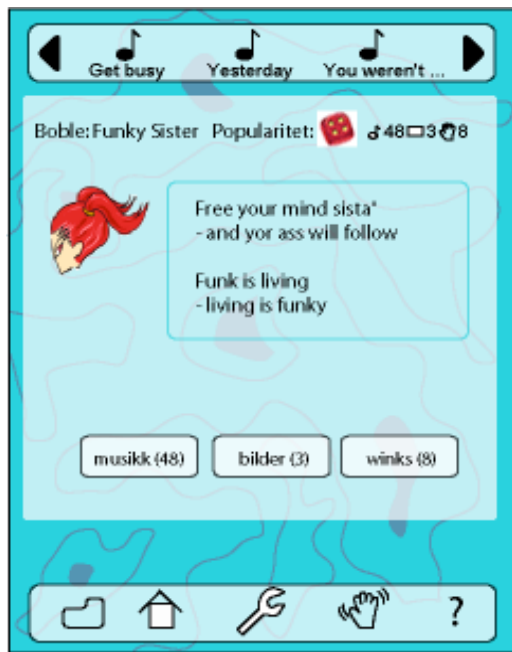 Get busy Yesterday You weren't ...
Boble: Funky Sister Popularitet: 48 3 8
Free your mind sista'
- and yor ass will follow
Funk is living
- living is funky
musikk (48) bilder (3) winks (8)
?